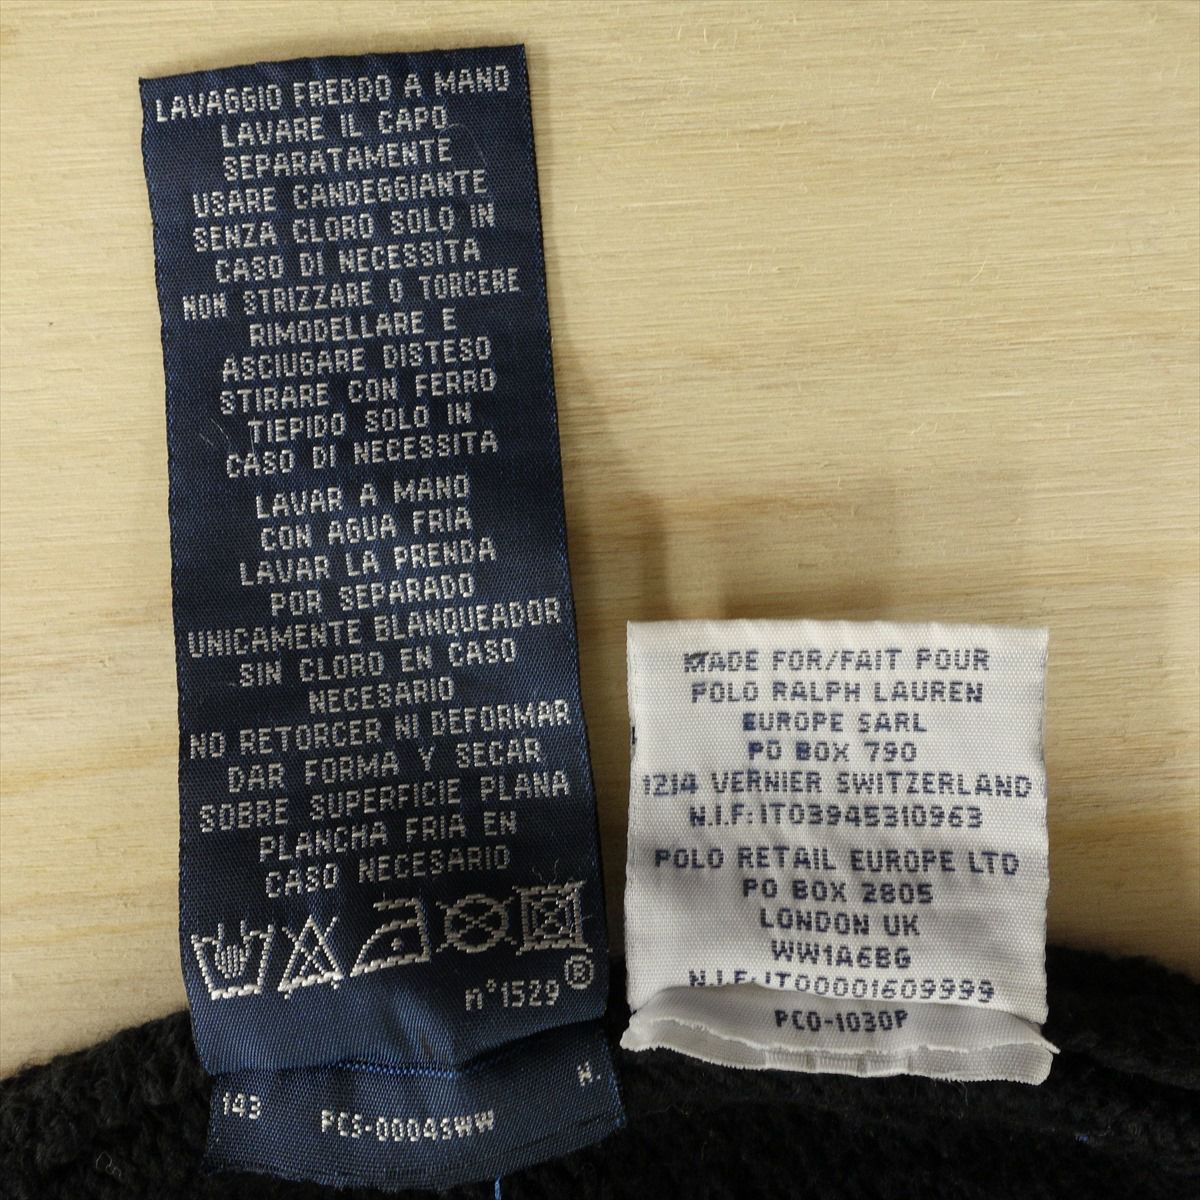 LAVAGGIO FREDDO A MANO
LAVARE IL CAPO
SEPARATAMENTE
USARE CANDEGGIANTE
SENZA CLORO SOLO IN
CASO DI NECESSITA
NON STRIZZARE O TORCERE
RIMODELLARE E
ASCIUGARE DISTESO
STIRARE CON FERRO
TIEPIDO SOLO IN
CASO DI NECESSITA
LAVAR A MANO
CON AGUA FRIA
LAVAR LA PRENDA
POR SEPARADO
UNICAMENTE BLANQUEADOR
SIN CLORO EN CASO
NECESARIO
NO RETORCER NI DEFORMAR
DAR FORMA Y SECAR
SOBRE SUPERFICIE PLANA
PLANCHA FRIA EN
CASO NECESARIO
n°1529 ®
N.
143 PCS-00043WW
MADE FOR/FAIT POUR
POLO RALPH LAUREN
EUROPE SARL
PO BOX 790
1214 VERNIER SWITZERLAND
N.I.F:IT03945310963
POLO RETAIL EUROPE LTD
PO BOX 2805
LONDON UK
WW1A6BG
N.I.F:IT00001609999
PCO-1030P